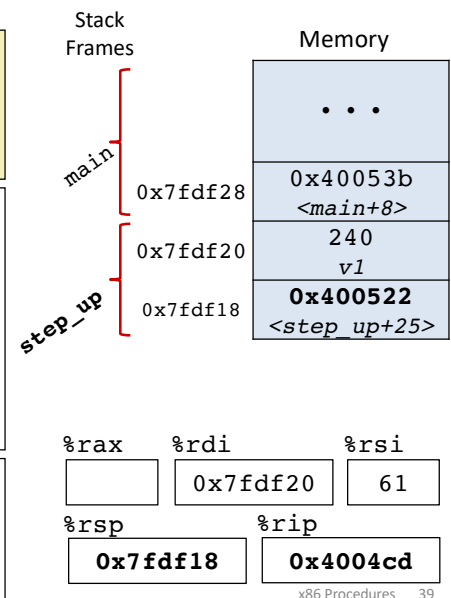 Stack
Frames
Memory
• • •
main
0x7fdf28
0x40053b
<main+8>
0x7fdf20
240
v1
step_up
0x7fdf18
0x400522
<step_up+25>
%rax %rdi %rsi
0x7fdf20 61
%rsp %rip
0x7fdf18 0x4004cd
x86 Procedures 39